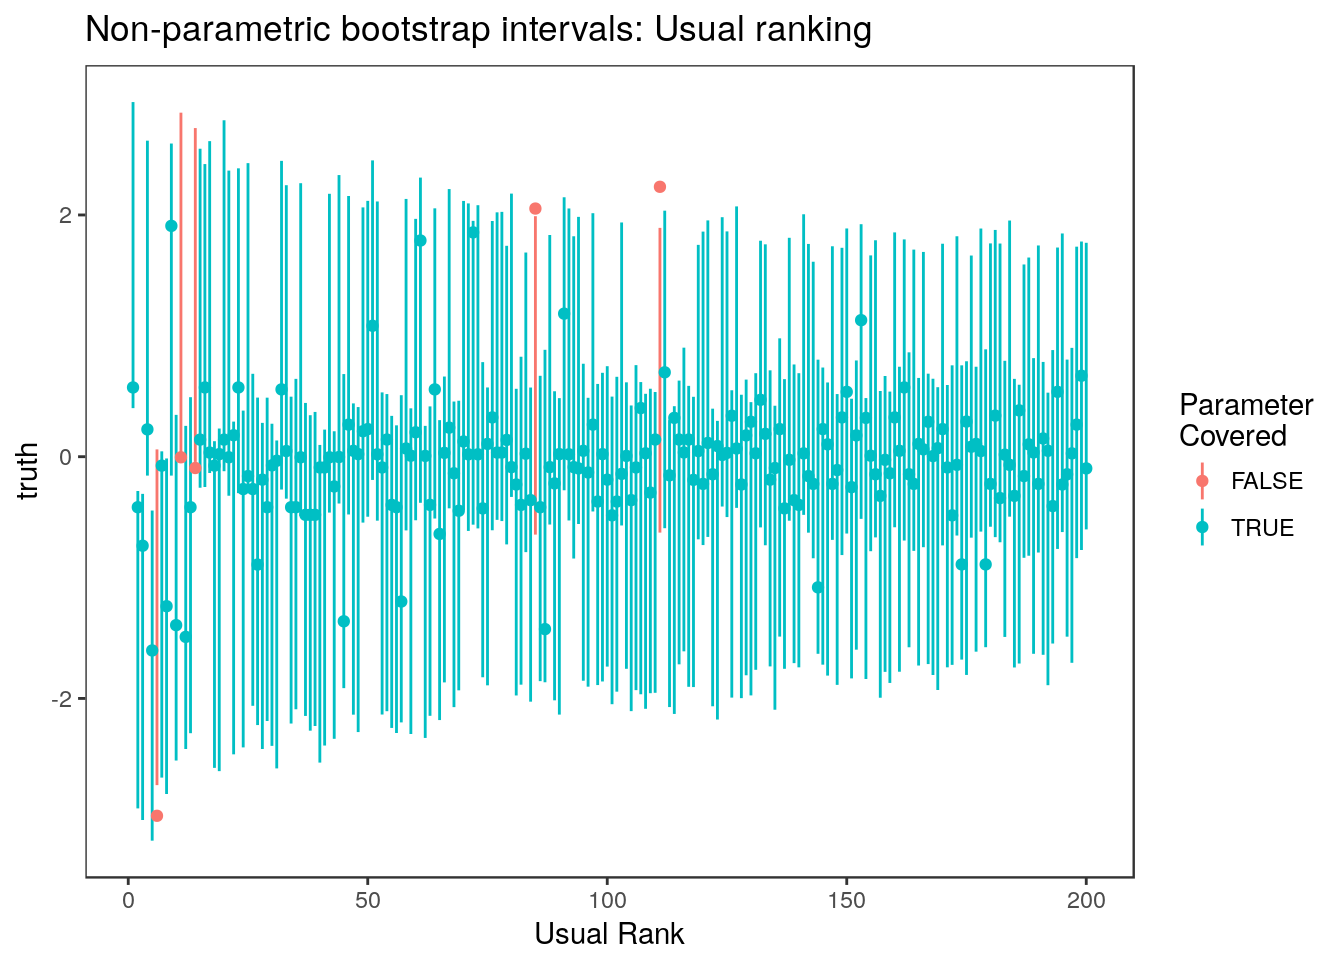 Non-parametric bootstrap intervals: Usual ranking
truth
2
0
-2
0
50
100
150
200
Usual Rank
Parameter
Covered
FALSE
TRUE